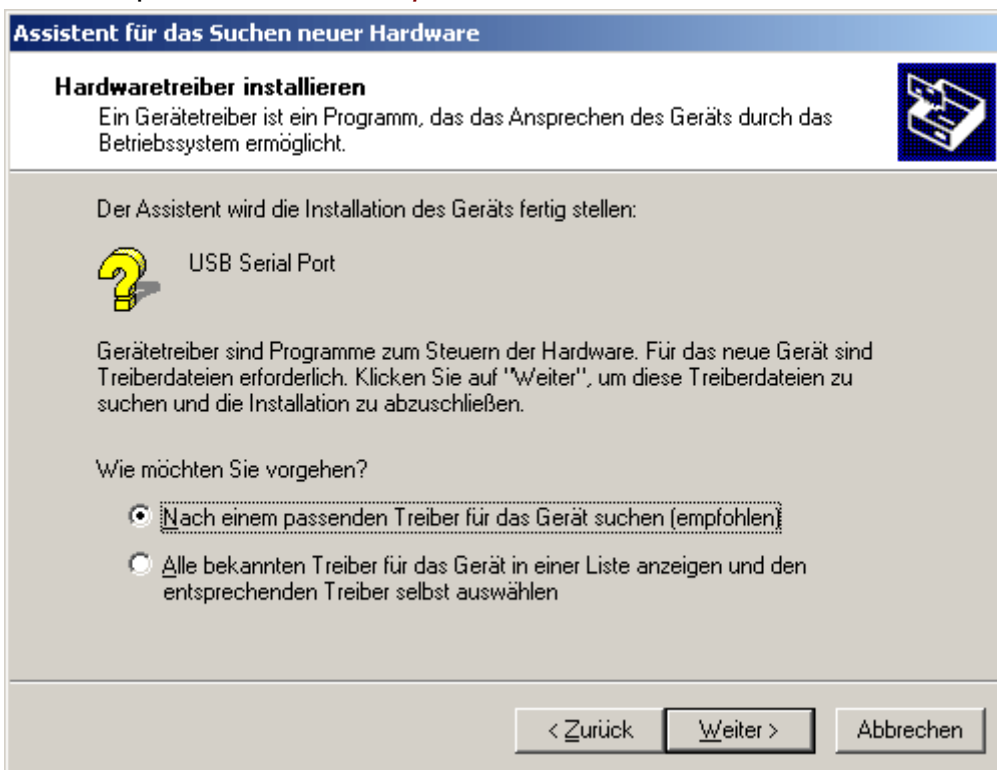 Assistent für das Suchen neuer Hardware
Hardwaretreiber installieren
Ein Gerätetreiber ist ein Programm, das das Ansprechen des Geräts durch das
Betriebssystem ermöglicht.
Der Assistent wird die Installation des Geräts fertig stellen:
USB Serial Port
Gerätetreiber sind Programme zum Steuern der Hardware. Für das neue Gerät sind
Treiberdateien erforderlich. Klicken Sie auf "Weiter", um diese Treiberdateien zu
suchen und die Installation zu abzuschließen.
Wie möchten Sie vorgehen?
Nach einem passenden Treiber für das Gerät suchen (empfohlen)
Alle bekannten Treiber für das Gerät in einer Liste anzeigen und den
entsprechenden Treiber selbst auswählen
< Zurück Weiter > Abbrechen